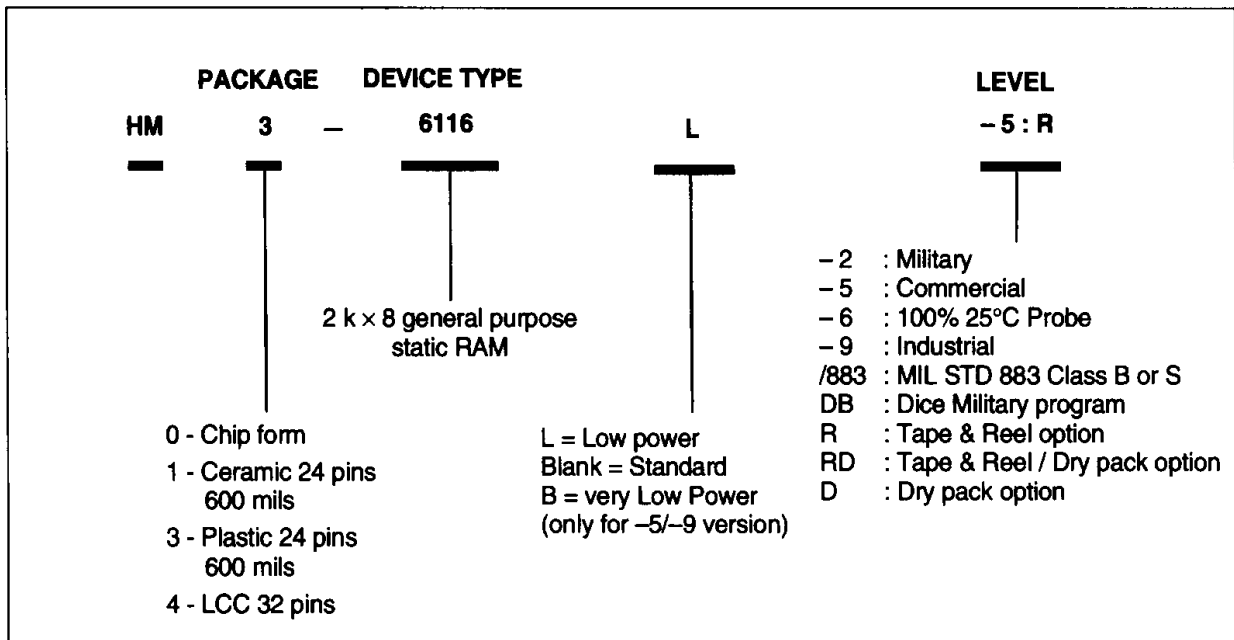 PACKAGE DEVICE TYPE LEVEL
HM 3 – 6116 L – 5 : R
2 k × 8 general purpose
static RAM
0 - Chip form
1 - Ceramic 24 pins
600 mils
3 - Plastic 24 pins
600 mils
4 - LCC 32 pins
L = Low power
Blank = Standard
B = very Low Power
(only for –5/–9 version)
– 2 : Military
– 5 : Commercial
– 6 : 100% 25°C Probe
– 9 : Industrial
/883 : MIL STD 883 Class B or S
DB : Dice Military program
R : Tape & Reel option
RD : Tape & Reel / Dry pack option
D : Dry pack option